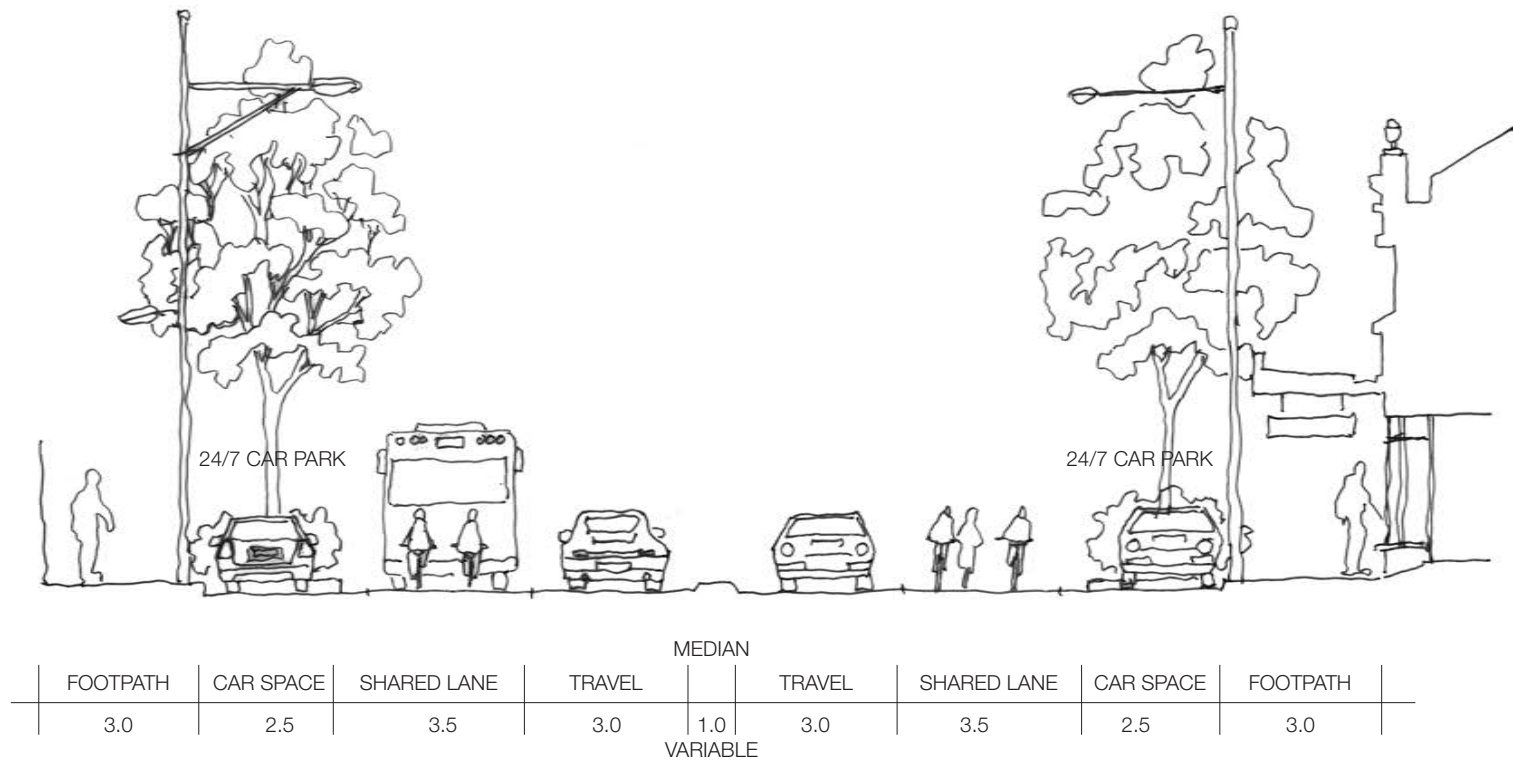 24/7 CAR PARK 24/7 CAR PARK
MEDIAN
FOOTPATH CAR SPACE SHARED LANE TRAVEL TRAVEL SHARED LANE CAR SPACE FOOTPATH
3.0 2.5 3.5 3.0 1.0 3.0 3.5 2.5 3.0
VARIABLE